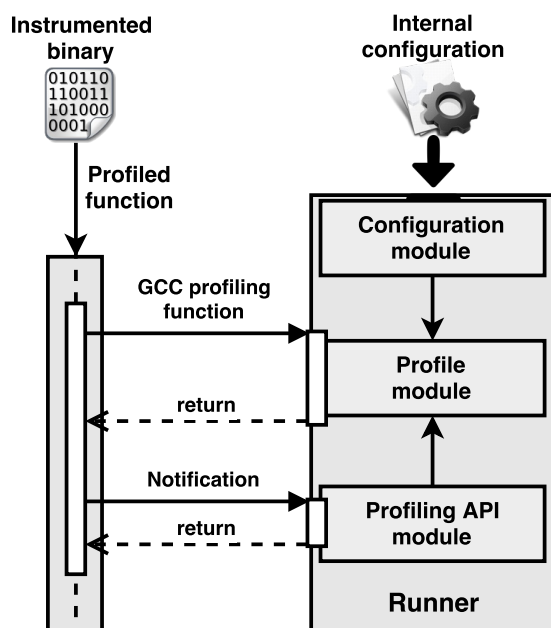 Instrumented
binary
Internal
configuration
010110
110011
101000
0001
Profiled
function
Configuration
module
GCC profiling
function
Profile
module
return
Notification
Profiling API
module
return
Runner